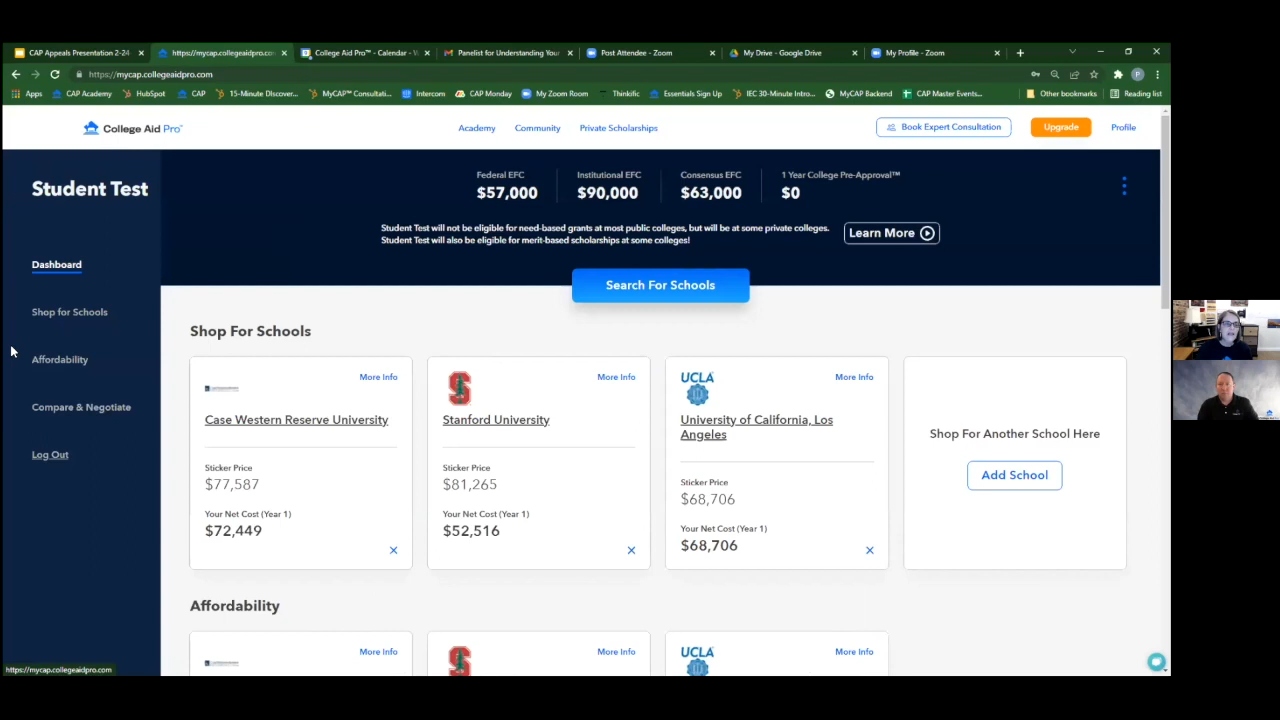 CAP Appeals Presentation 2-24
https://mycap.collegeaidpro.co
College Aid Pro™ - Calendar - V
Panelist for Understanding You
Post Attendee - Zoom
My Drive - Google Drive
My Profile - Zoom
https://mycap.collegeaidpro.com
Apps
CAP Academy
HubSpot
CAP
15-Minute Discover...
MyCAP™ Consultati...
Intercom
CAP Monday
My Zoom Room
Thinkific
Essentials Sign Up
IEC 30-Minute Intro...
MyCAP Backend
CAP Master Events...
Other bookmarks
Reading list
College Aid Pro™
Academy
Community
Private Scholarships
Book Expert Consultation
Upgrade
Profile
Student Test
Federal EFC
$57,000
Institutional EFC
$90,000
Consensus EFC
$63,000
1 Year College Pre-Approval™
$0
Student Test will not be eligible for need-based grants at most public colleges, but will be at some private colleges.
Student Test will also be eligible for merit-based scholarships at some colleges!
Learn More
Dashboard
Shop for Schools
Affordability
Compare & Negotiate
Log Out
Search For Schools
Shop For Schools
More Info
Case Western Reserve University
Sticker Price
$77,587
Your Net Cost (Year 1)
$72,449
More Info
Stanford University
Sticker Price
$81,265
Your Net Cost (Year 1)
$52,516
UCLA
More Info
University of California, Los
Angeles
Sticker Price
$68,706
Your Net Cost (Year 1)
$68,706
Shop For Another School Here
Add School
Affordability
More Info
More Info
UCLA
More Info
https://mycap.collegeaidpro.com